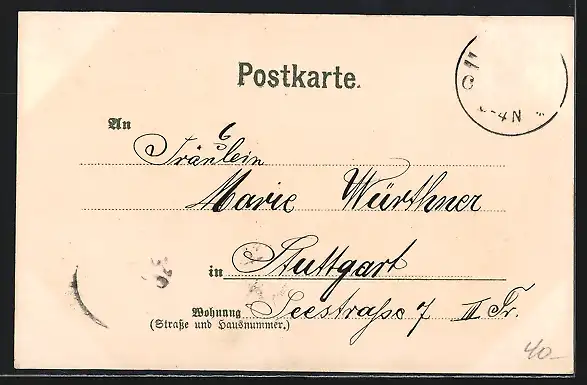 Postkarte.
An
Fräulein
Marie Würthner
in Stuttgart
Wohnung Seestraße 7 II Tr.
(Straße und Hausnummer.)
40-